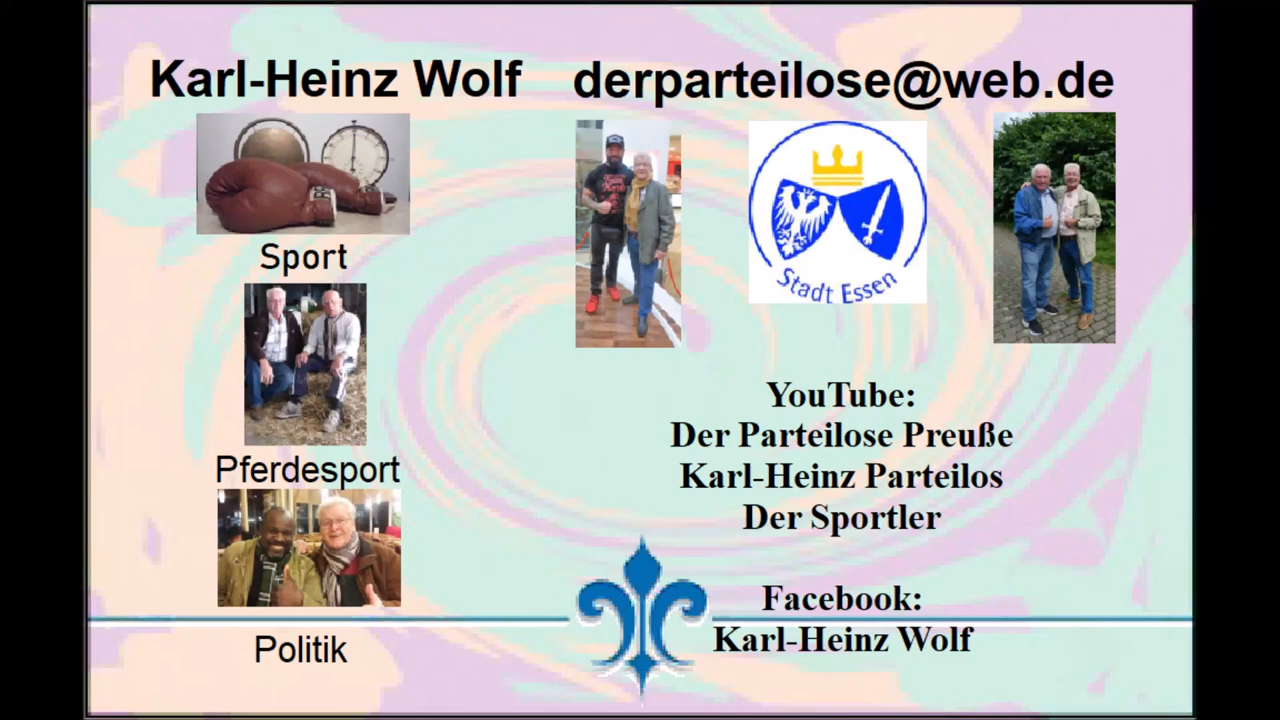 Karl-Heinz Wolf
derparteilose@web.de
Sport
Pferdesport
Politik
Stadt Essen
YouTube:
Der Parteilose Preuße
Karl-Heinz Parteilos
Der Sportler
Facebook:
Karl-Heinz Wolf